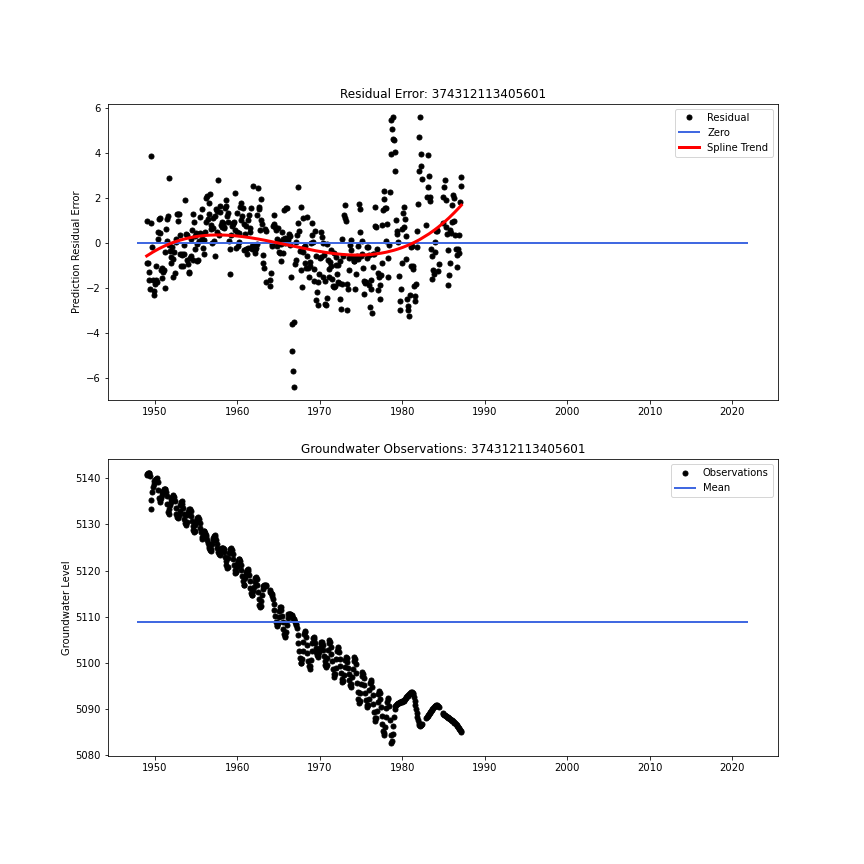 Residual Error: 374312113405601
Prediction Residual Error
6
4
2
0
−2
−4
−6
Residual
Zero
Spline Trend
1950 1960 1970 1980 1990 2000 2010 2020
Groundwater Observations: 374312113405601
Groundwater Level
5140
5130
5120
5110
5100
5090
5080
Observations
Mean
1950 1960 1970 1980 1990 2000 2010 2020